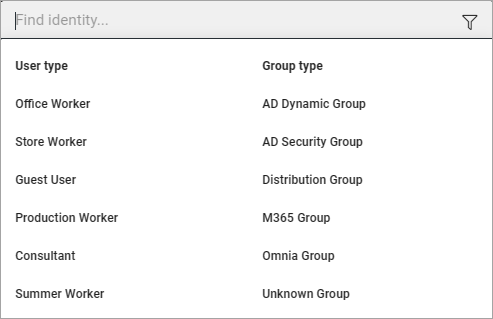 Find identity...
User type Group type
Office Worker AD Dynamic Group
Store Worker AD Security Group
Guest User Distribution Group
Production Worker M365 Group
Consultant Omnia Group
Summer Worker Unknown Group